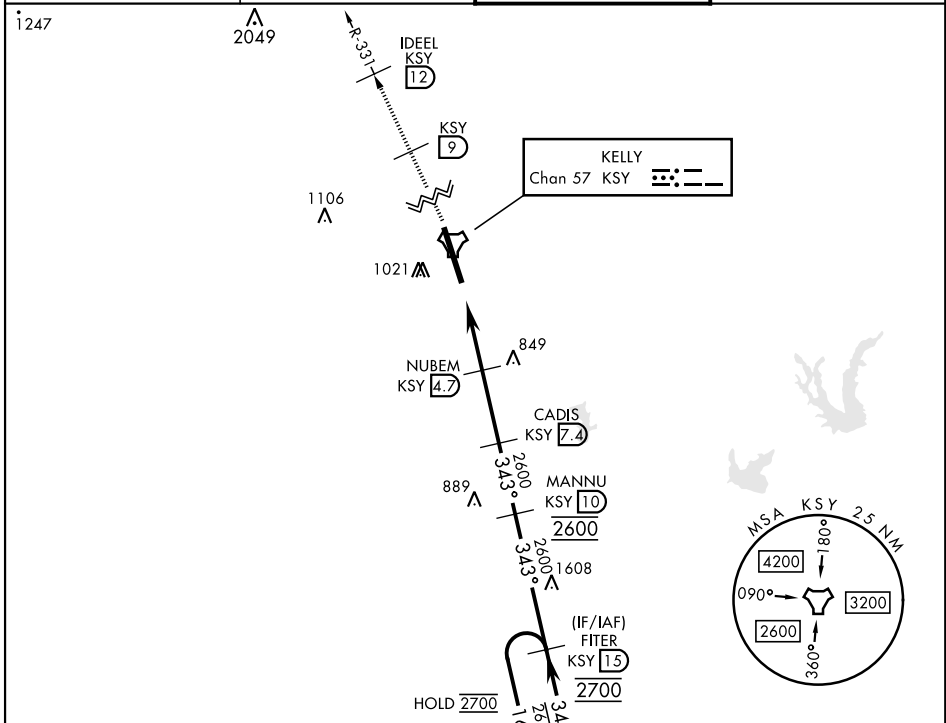 1247
2049
R-331
IDEEL
KSY
12
KSY
9
KELLY
Chan 57 KSY
1106
1021
849
NUBEM
KSY 4.7
CADIS
KSY 7.4
2600
343°
889
MANNU
KSY 10
2600
2600
343°
1608
(IF/IAF)
FITER
KSY 15
2700
HOLD 2700
MSA KSY 25 NM
180°
4200
090°
3200
2600
360°